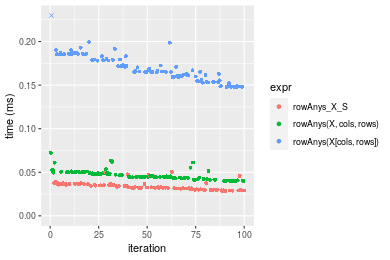 0.20
0.15
0.10
0.05
0.00
time (ms)
0
25
50
75
100
iteration
expr
rowAnys_X_S
rowAnys(X, cols, rows)
rowAnys(X[cols, rows])